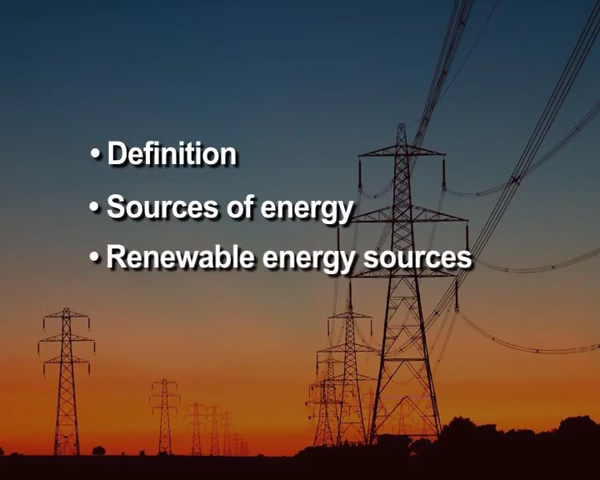 • Definition
• Sources of energy
• Renewable energy sources